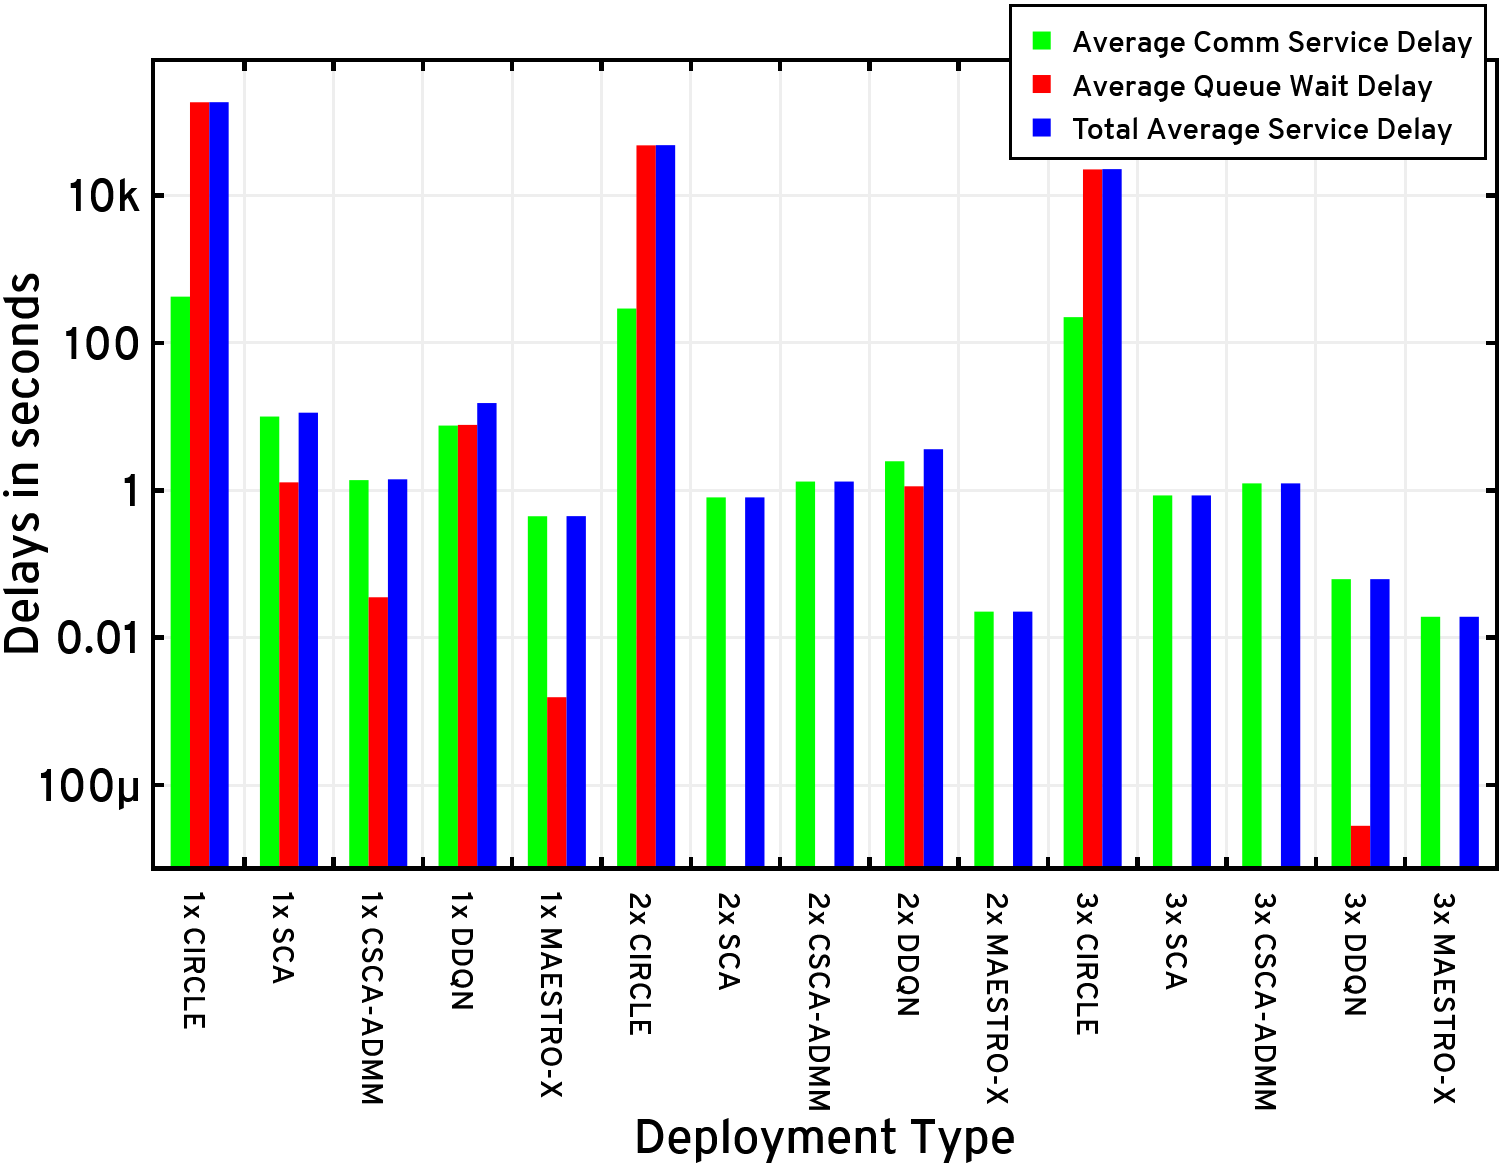 Average Comm Service Delay
Average Queue Wait Delay
Total Average Service Delay
Delays in seconds
10k
100
1
0.01
100µ
1x CIRCLE
1x SCA
1x CSCA-ADMM
1x DDQN
1x MAESTRO-X
2x CIRCLE
2x SCA
2x CSCA-ADMM
2x DDQN
2x MAESTRO-X
3x CIRCLE
3x SCA
3x CSCA-ADMM
3x DDQN
3x MAESTRO-X
Deployment Type